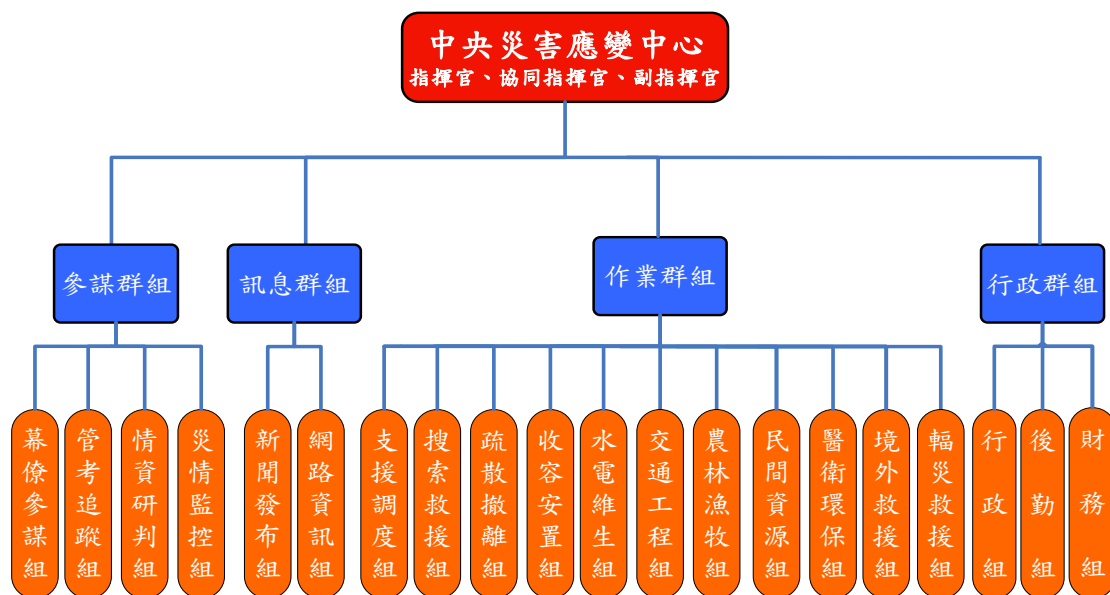 中央災害應變中心
指揮官、協同指揮官、副指揮官
參謀群組
訊息群組
作業群組
行政群組
幕僚參謀組
管考追蹤組
情資研判組
災情監控組
新聞發布組
網路資訊組
支援調度組
搜索救援組
疏散撤離組
收容安置組
水電維生組
交通工程組
農林漁牧組
民間資源組
醫衛環保組
境外救援組
輻災救援組
行政組
後勤組
財務組